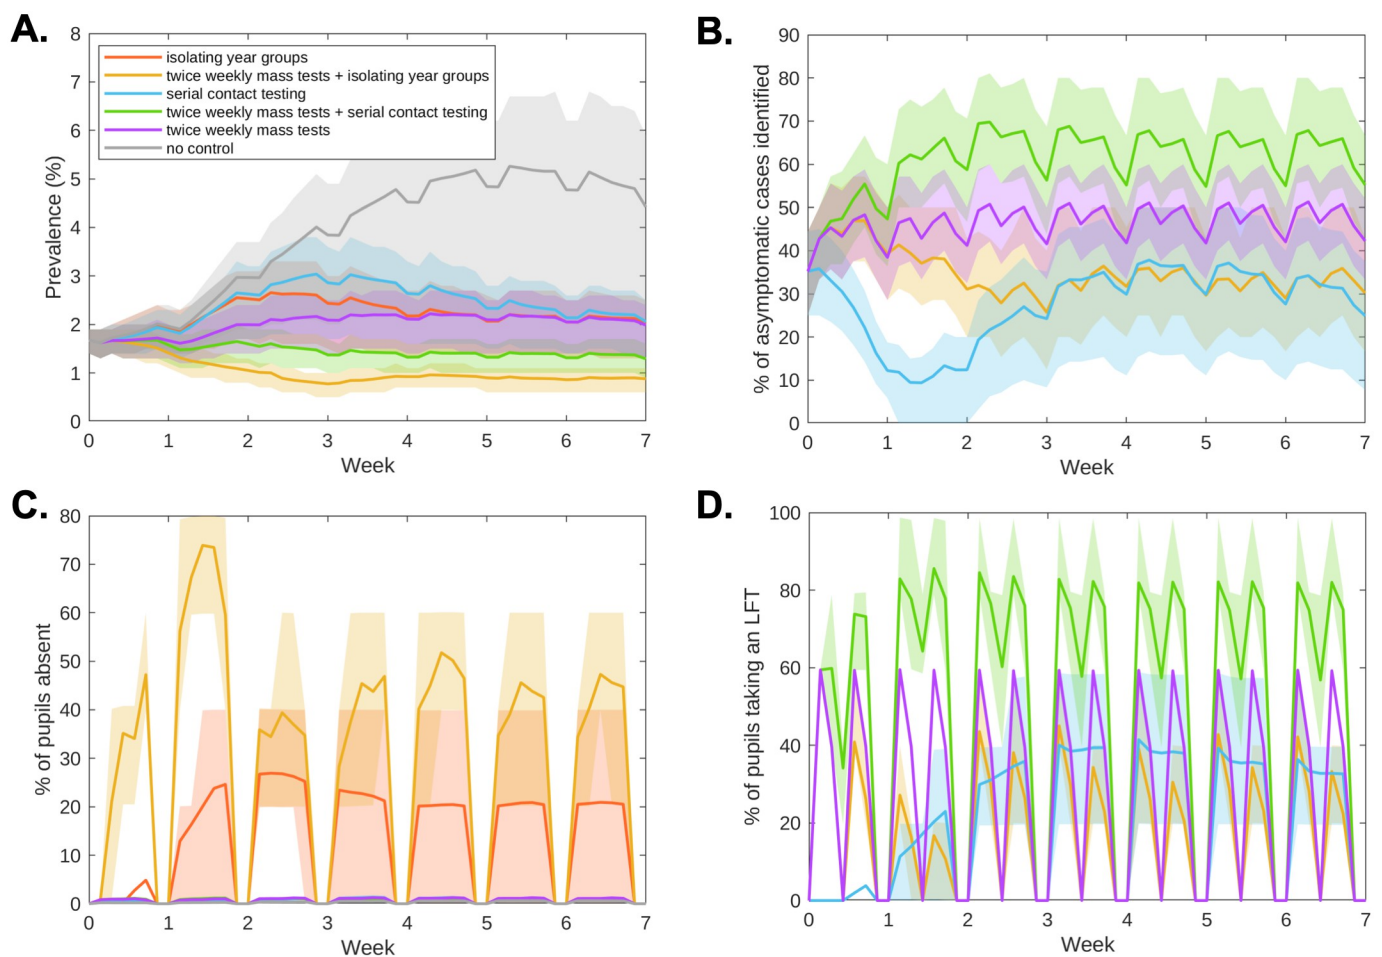 A.
8
7
6
5
4
3
2
1
0
Prevalence (%)
isolating year groups
twice weekly mass tests + isolating year groups
serial contact testing
twice weekly mass tests + serial contact testing
twice weekly mass tests
no control
0 1 2 3 4 5 6 7
Week
B.
90
80
70
60
50
40
30
20
10
0
% of asymptomatic cases identified
0 1 2 3 4 5 6 7
Week
C.
80
70
60
50
40
30
20
10
0
% of pupils absent
0 1 2 3 4 5 6 7
Week
D.
100
80
60
40
20
0
% of pupils taking an LFT
0 1 2 3 4 5 6 7
Week